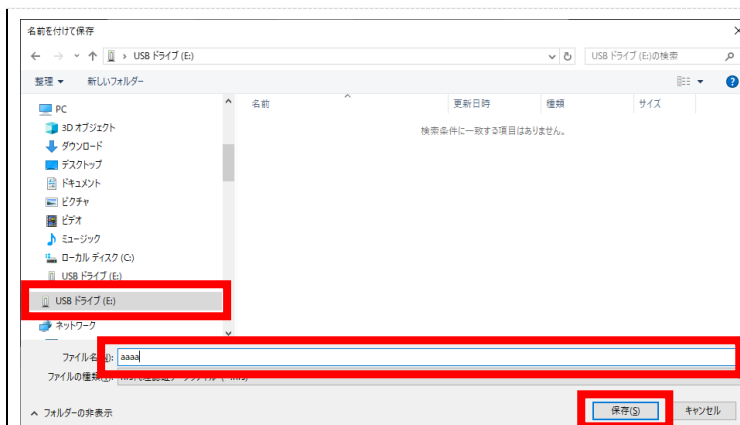 名前を付けて保存
USB ドライブ (E:)
USB ドライブ (E:)の検索
整理
新しいフォルダー
名前
更新日時
種類
サイズ
検索条件に一致する項目はありません。
PC
3D オブジェクト
ダウンロード
デスクトップ
ドキュメント
ピクチャ
ビデオ
ミュージック
ローカル ディスク (C:)
USB ドライブ (E:)
USB ドライブ (E:)
ネットワーク
ファイル名(N): aaaa
ファイルの種類(T):
フォルダーの非表示
保存(S)
キャンセル